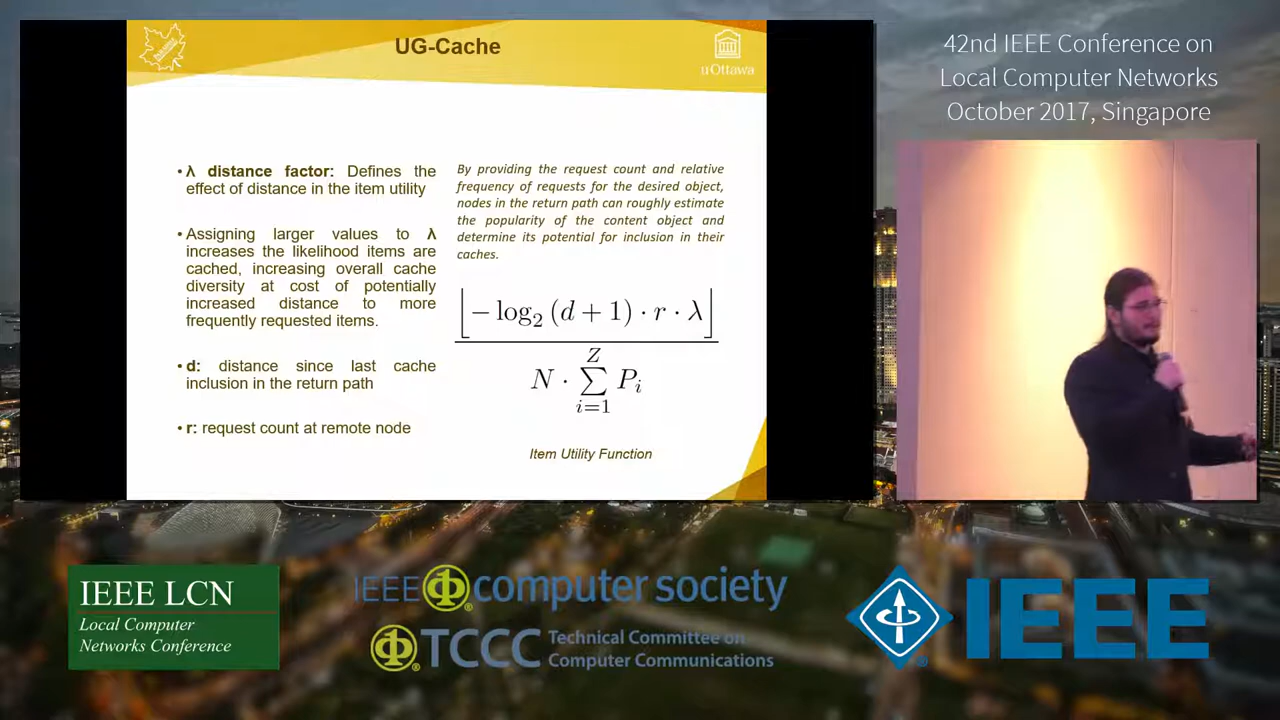 UG-Cache
uOttawa
• λ distance factor: Defines the
effect of distance in the item utility
• Assigning larger values to λ
increases the likelihood items are
cached, increasing overall cache
diversity at cost of potentially
increased distance to more
frequently requested items.
• d: distance since last cache
inclusion in the return path
• r: request count at remote node
By providing the request count and relative
frequency of requests for the desired object,
nodes in the return path can roughly estimate
the popularity of the content object and
determine its potential for inclusion in their
caches.
⌊− log₂ (d + 1) · r · λ⌋
Z
N · ∑ Pᵢ
i=1
Item Utility Function
42nd IEEE Conference on
Local Computer Networks
October 2017, Singapore
IEEE LCN
Local Computer
Networks Conference
IEEE computer society
TCCC Technical Committee on
Computer Communications
IEEE